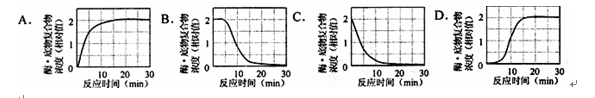 A.
酶·底物复合物
浓度(相对值)
2
1
0
10 20 30
反应时间(min)
B.
酶·底物复合物
浓度(相对值)
2
1
0
10 20 30
反应时间(min)
C.
酶·底物复合物
浓度(相对值)
2
1
0
10 20 30
反应时间(min)
D.
酶·底物复合物
浓度(相对值)
2
1
0
10 20 30
反应时间(min)